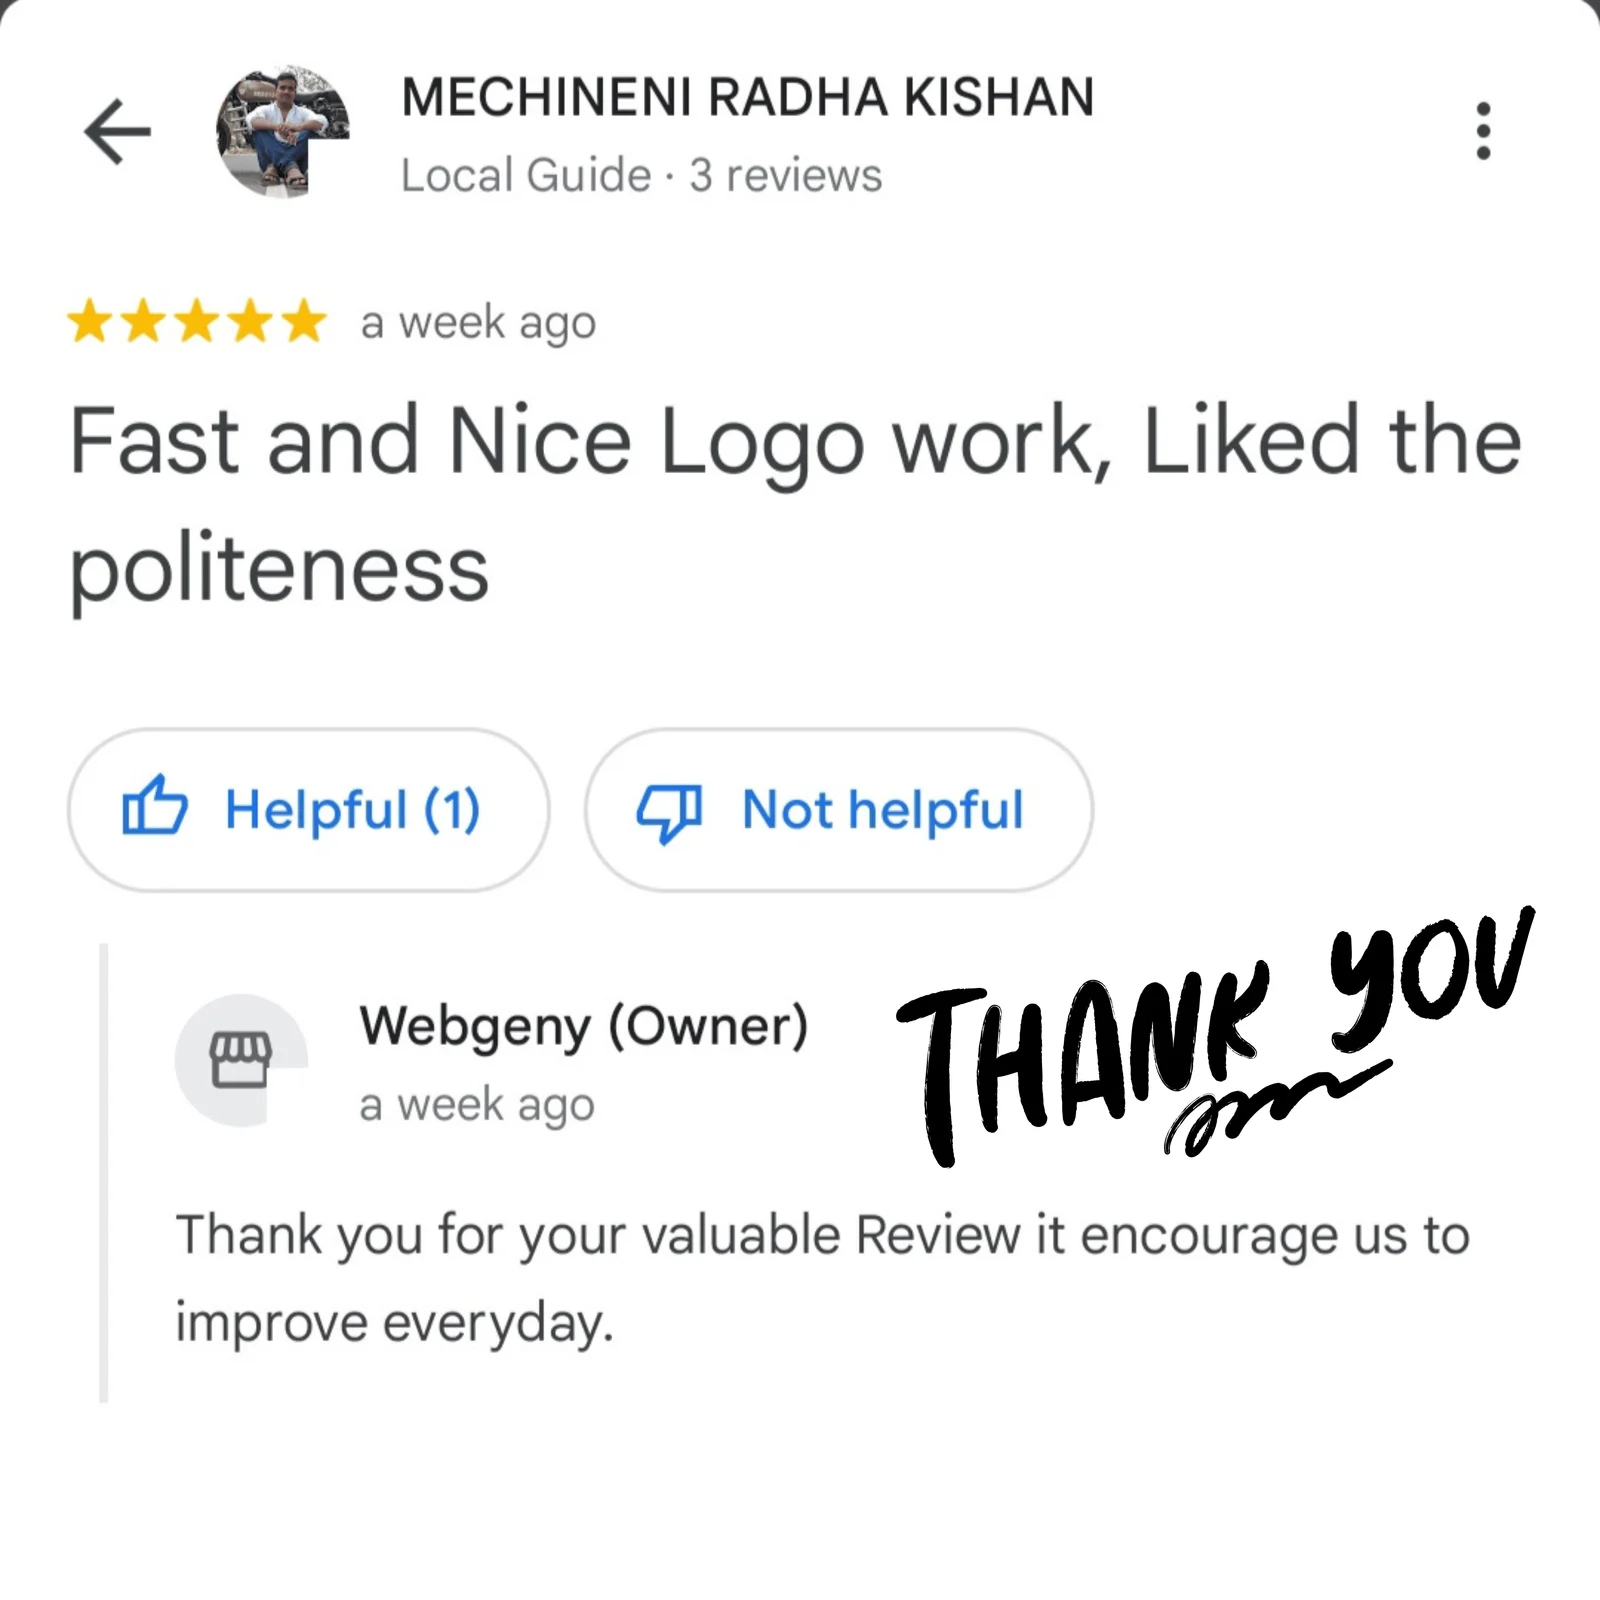 MECHINENI RADHA KISHAN
Local Guide · 3 reviews
a week ago
Fast and Nice Logo work, Liked the
politeness
Helpful (1)
Not helpful
Webgeny (Owner)
a week ago
THANK YOU
Thank you for your valuable Review it encourage us to
improve everyday.